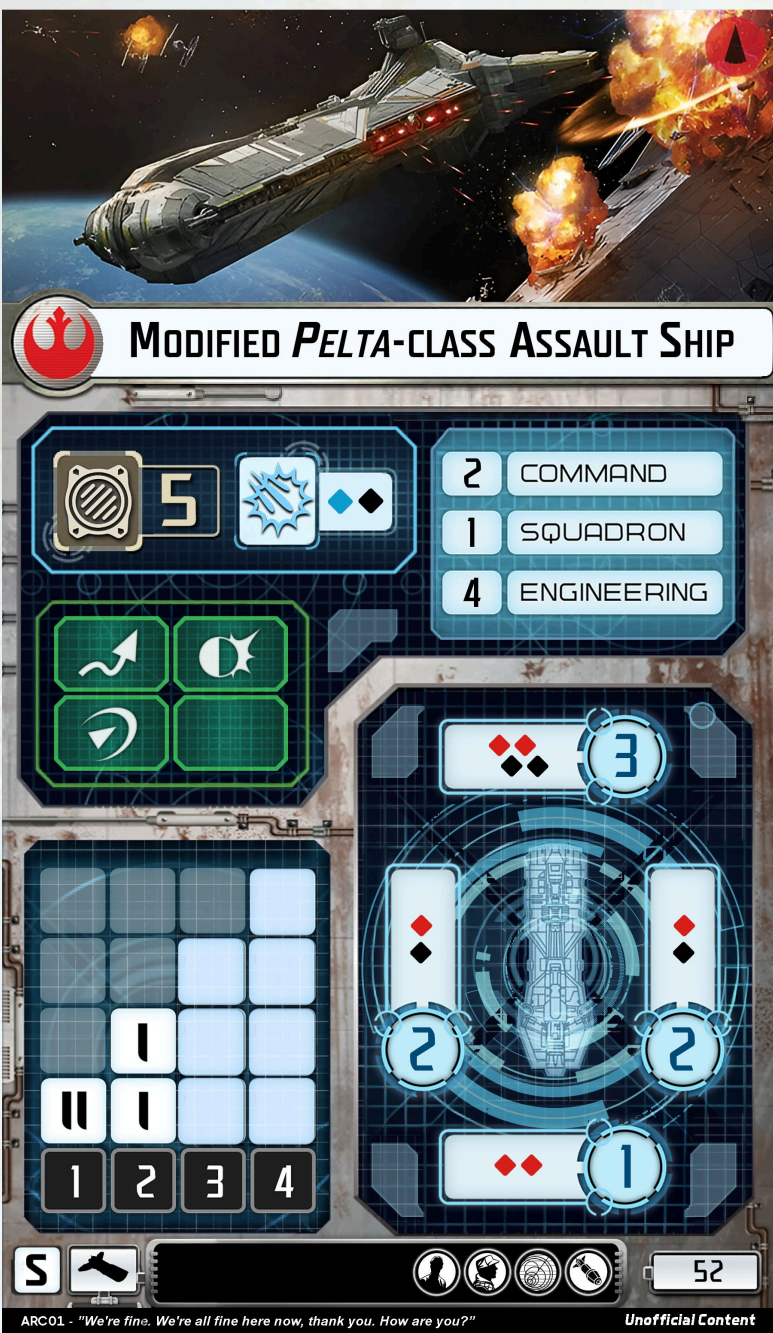 Modified Pelta-class Assault Ship
5
2 COMMAND
1 SQUADRON
4 ENGINEERING
3
2 2
1
I
II I
1 2 3 4
S 52
ARC01 - "We're fine. We're all fine here now, thank you. How are you?" Unofficial Content